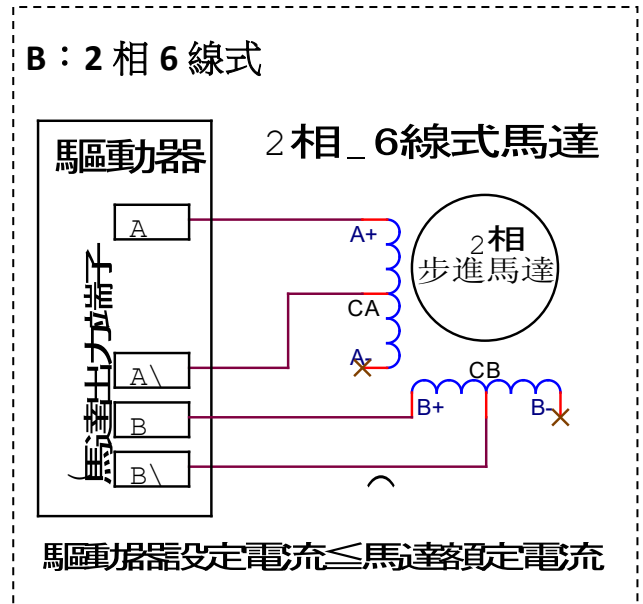 B：2 相 6 線式
2相_6線式馬達
驅動器
馬達出力端子
A
A\
B
B\
A+
CA
A-
CB
B+
B-
2相
步進馬達
驅動器設定電流≦馬達額定電流